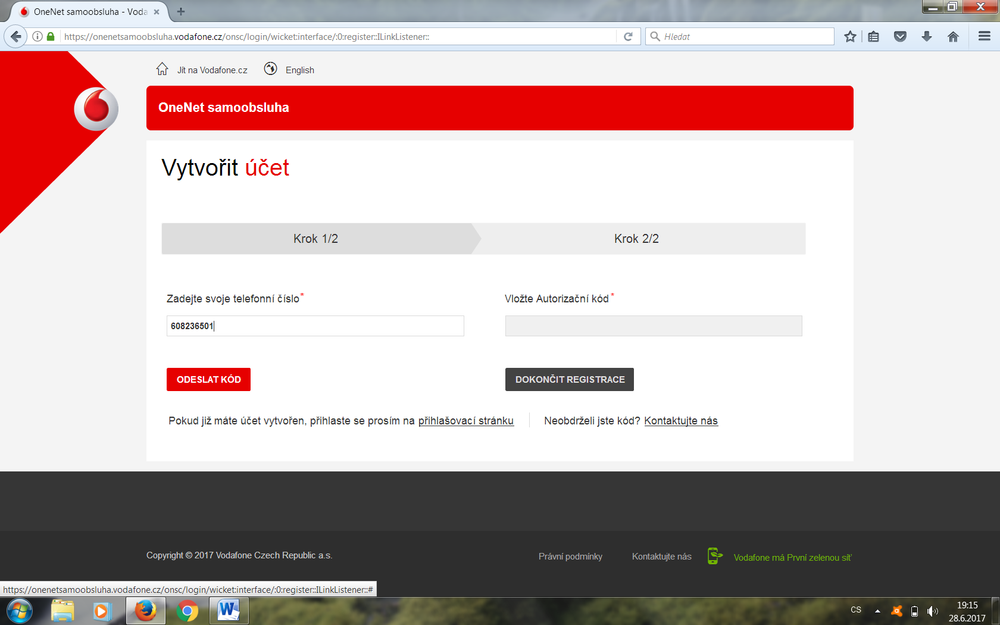 OneNet samoobsluha - Voda
https://onenetsamoobsluha.vodafone.cz/onsc/login/wicket:interface/:0:register::ILinkListener::
Hledat
Jít na Vodafone.cz
English
OneNet samoobsluha
Vytvořit účet
Krok 1/2
Krok 2/2
Zadejte svoje telefonní číslo*
Vložte Autorizační kód*
608236501
ODESLAT KÓD
DOKONČIT REGISTRACE
Pokud již máte účet vytvořen, přihlaste se prosím na přihlašovací stránku
Neobdrželi jste kód? Kontaktujte nás
Copyright © 2017 Vodafone Czech Republic a.s.
Právní podmínky
Kontaktujte nás
Vodafone má První zelenou síť
https://onenetsamoobsluha.vodafone.cz/onsc/login/wicket:interface/:0:register::ILinkListener::#
CS
19:15
28.6.2017